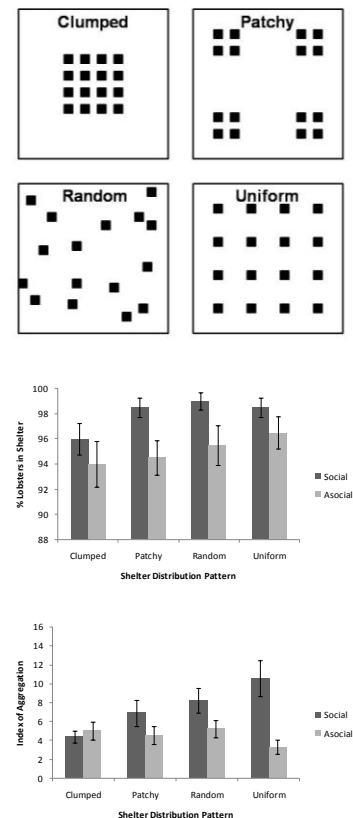 Clumped
Patchy
Random
Uniform
100
98
96
94
92
90
88
% Lobsters in Shelter
Clumped
Patchy
Random
Uniform
Shelter Distribution Pattern
Social
Asocial
16
14
12
10
8
6
4
2
0
Index of Aggregation
Clumped
Patchy
Random
Uniform
Shelter Distribution Pattern
Social
Asocial